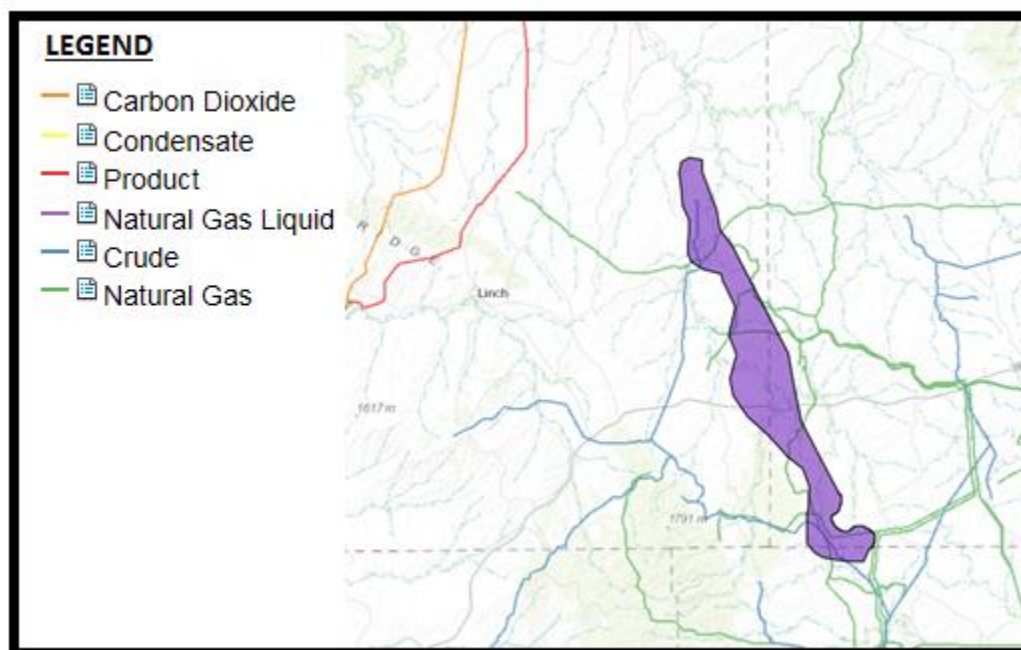 LEGEND
Carbon Dioxide
Condensate
Product
Natural Gas Liquid
Crude
Natural Gas
R I D G E
Linch
1617 m
1791 m